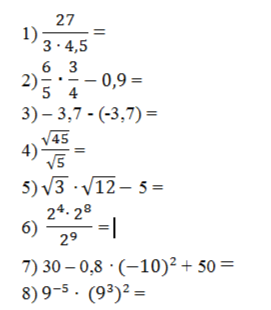 1) 27 / (3 · 4,5) =
2) 6/5 · 3/4 – 0,9 =
3) – 3,7 - (-3,7) =
4) √45 / √5 =
5) √3 · √12 – 5 =
6) (2⁴· 2⁸) / 2⁹ =
7) 30 – 0,8 · (–10)² + 50 =
8) 9⁻⁵ · (9³)² =